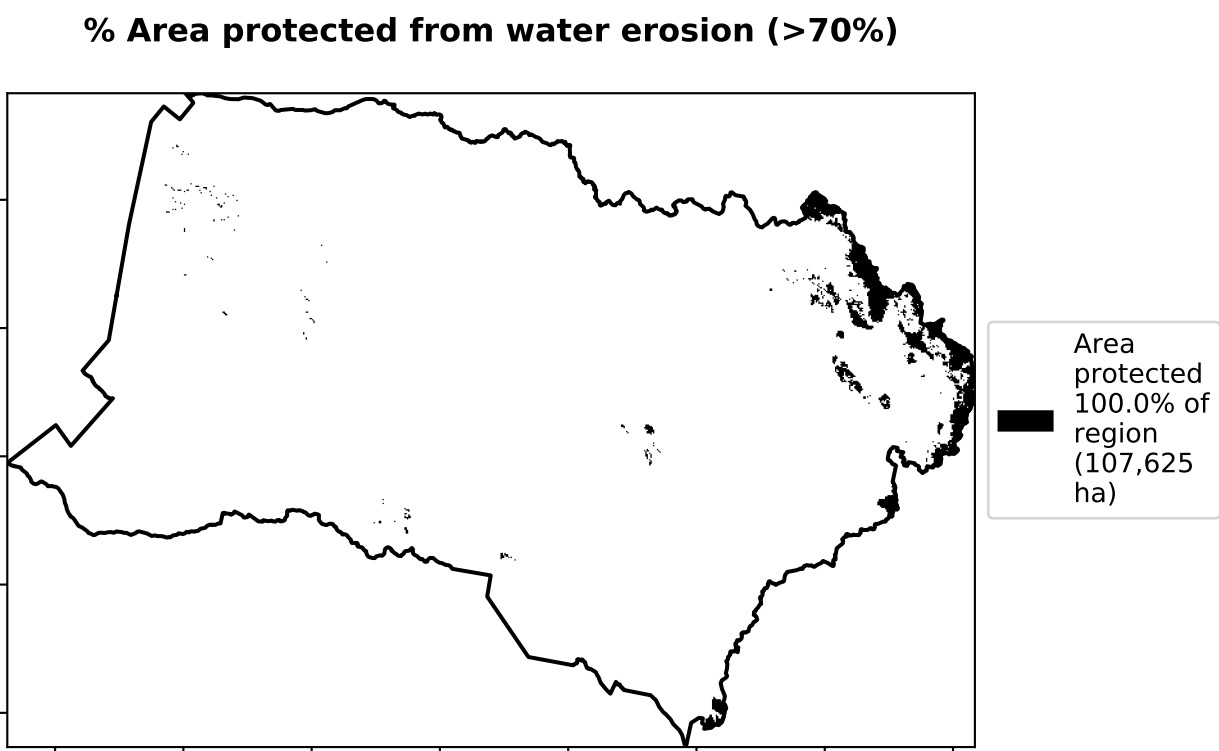 % Area protected from water erosion (>70%)
Area
protected
100.0% of
region
(107,625
ha)